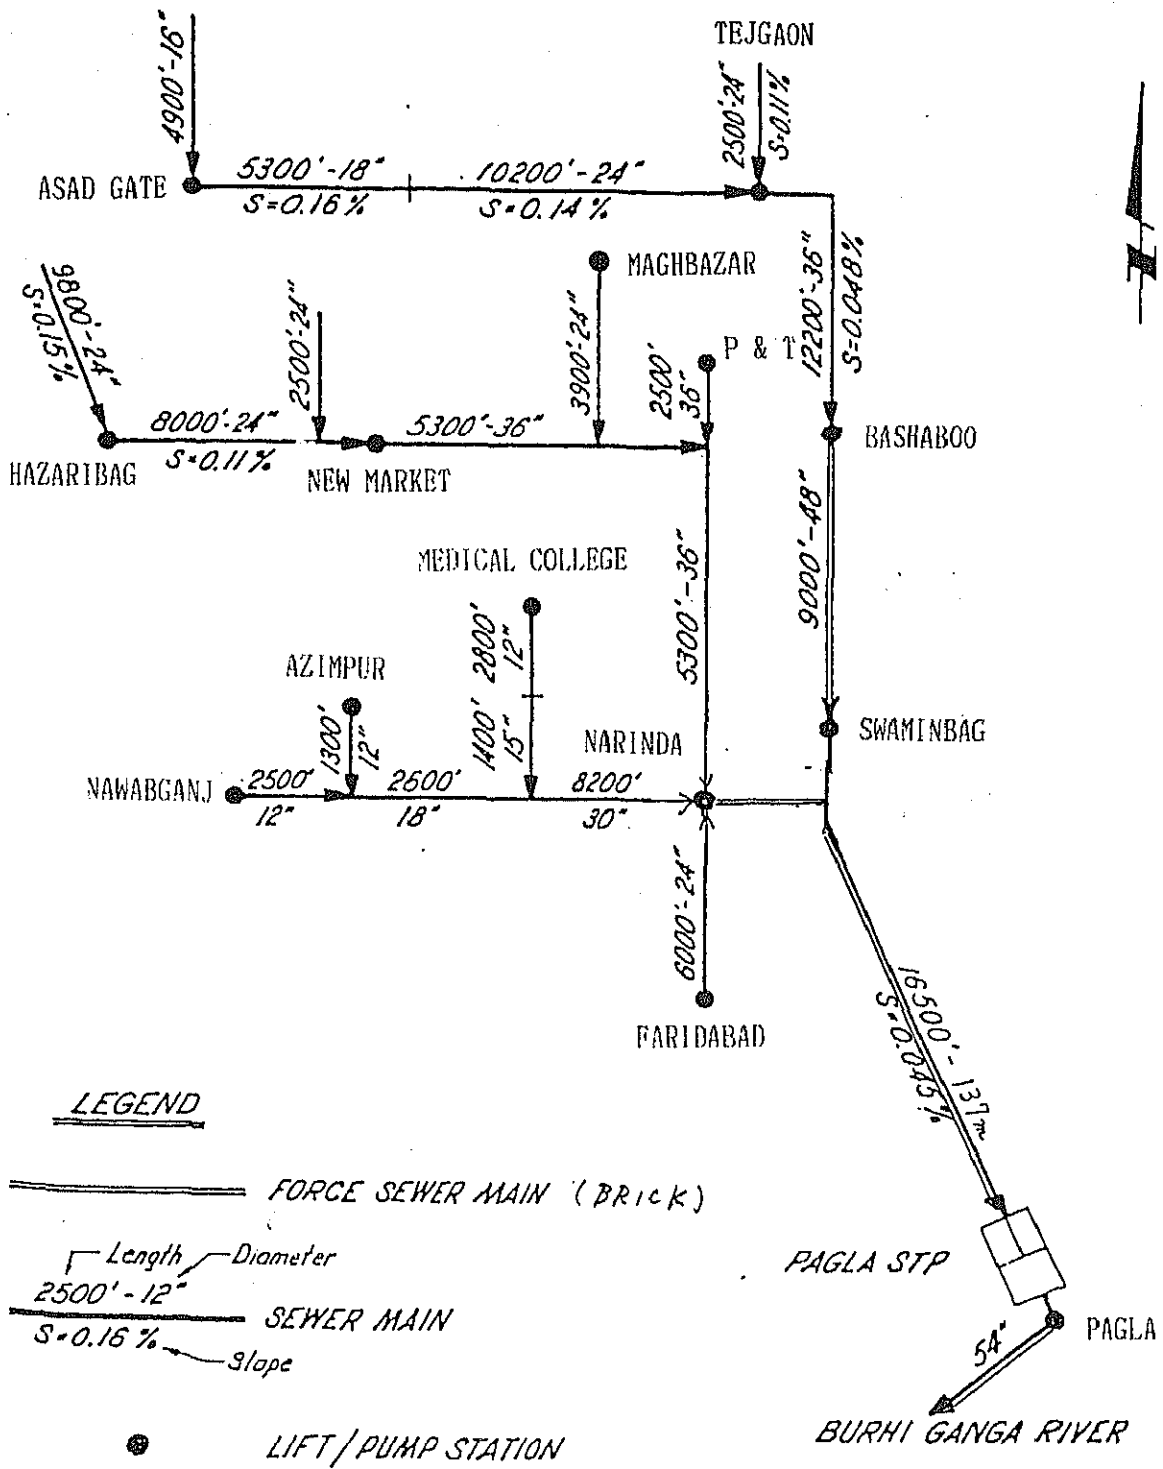 TEJGAON
4900'-16"
2500'-24"
S=0.11%
ASAD GATE
5300'-18"
S=0.16%
10200'-24"
S=0.14%
MAGHBAZAR
12200'-36"
S=0.048%
9800'-24"
S=0.15%
2500'-24"
3900'-24"
P & T
2500'
36"
8000'-24"
S=0.11%
5300'-36"
HAZARIBAG
NEW MARKET
BASHABOO
MEDICAL COLLEGE
5300'-36"
9000'-48"
AZIMPUR
2800'
12"
1400'
15"
1300'
12"
NARINDA
SWAMINBAG
NAWABGANJ
2500'
12"
2600'
18"
8200'
30"
6000'-24"
FARIDABAD
16500'-137m
S=0.045%
LEGEND
FORCE SEWER MAIN (BRICK)
Length
Diameter
2500'-12"
SEWER MAIN
S=0.16%
Slope
PAGLA STP
PAGLA
54"
LIFT/PUMP STATION
BURHI GANGA RIVER